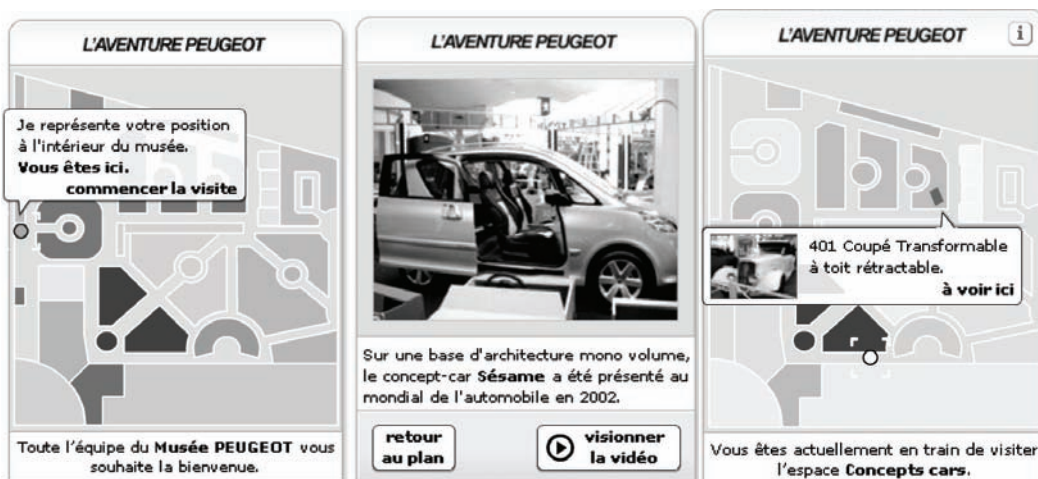 L'AVENTURE PEUGEOT
Je représente votre position
à l'intérieur du musée.
Vous êtes ici.
commencer la visite
Toute l'équipe du Musée PEUGEOT vous
souhaite la bienvenue.
L'AVENTURE PEUGEOT
Sur une base d'architecture mono volume,
le concept-car Sésame a été présenté au
mondial de l'automobile en 2002.
retour
au plan
visionner
la vidéo
L'AVENTURE PEUGEOT
i
401 Coupé Transformable
à toit rétractable.
à voir ici
Vous êtes actuellement en train de visiter
l'espace Concepts cars.